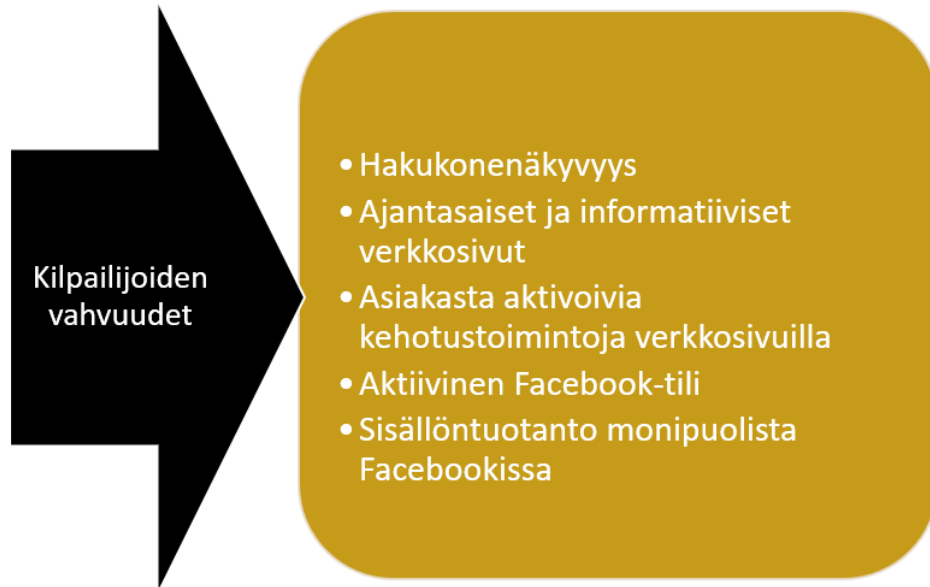 Kilpailijoiden
vahvuudet
• Hakukonenäkyvyys
• Ajantasaiset ja informatiiviset
verkkosivut
• Asiakasta aktivoivia
kehotustoimintoja verkkosivuilla
• Aktiivinen Facebook-tili
• Sisällöntuotanto monipuolista
Facebookissa